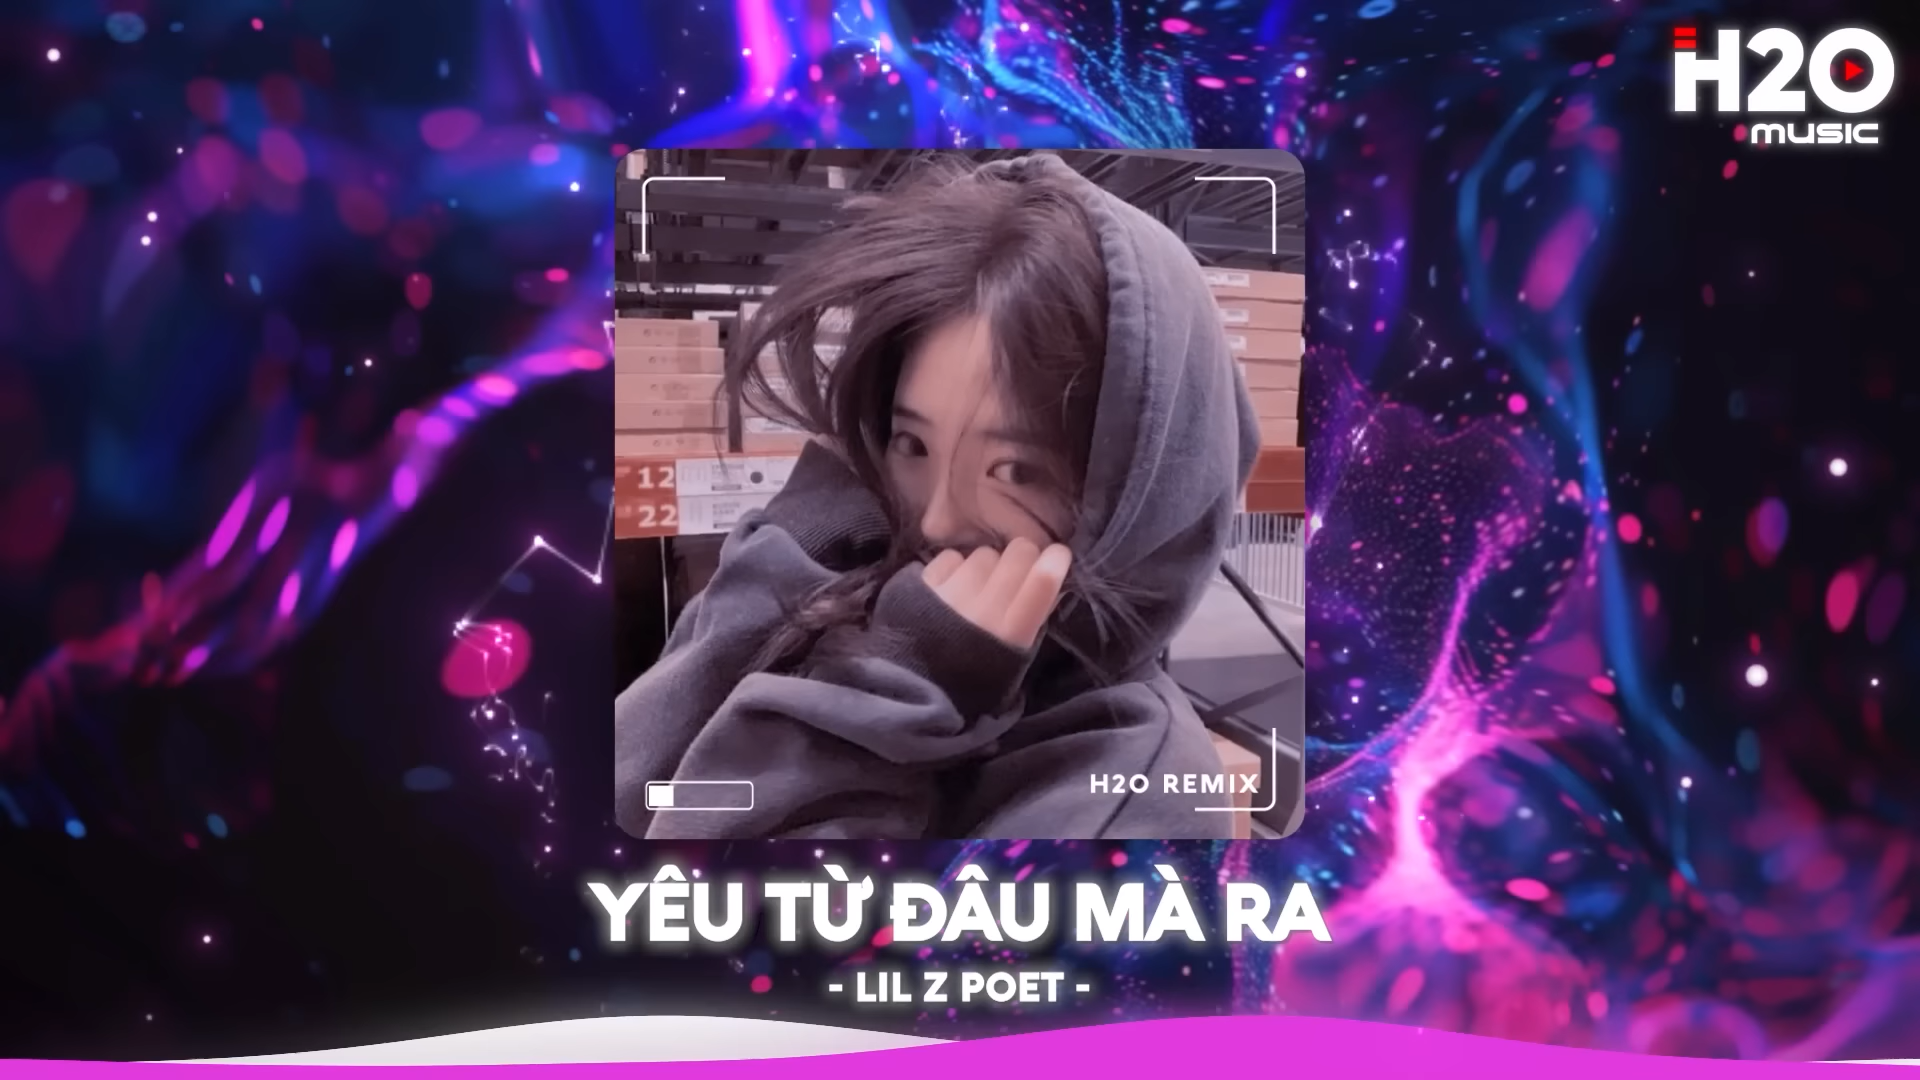 H2O
MUSIC
12
22
H2O REMIX
YÊU TỪ ĐÂU MÀ RA
- LIL Z POET -